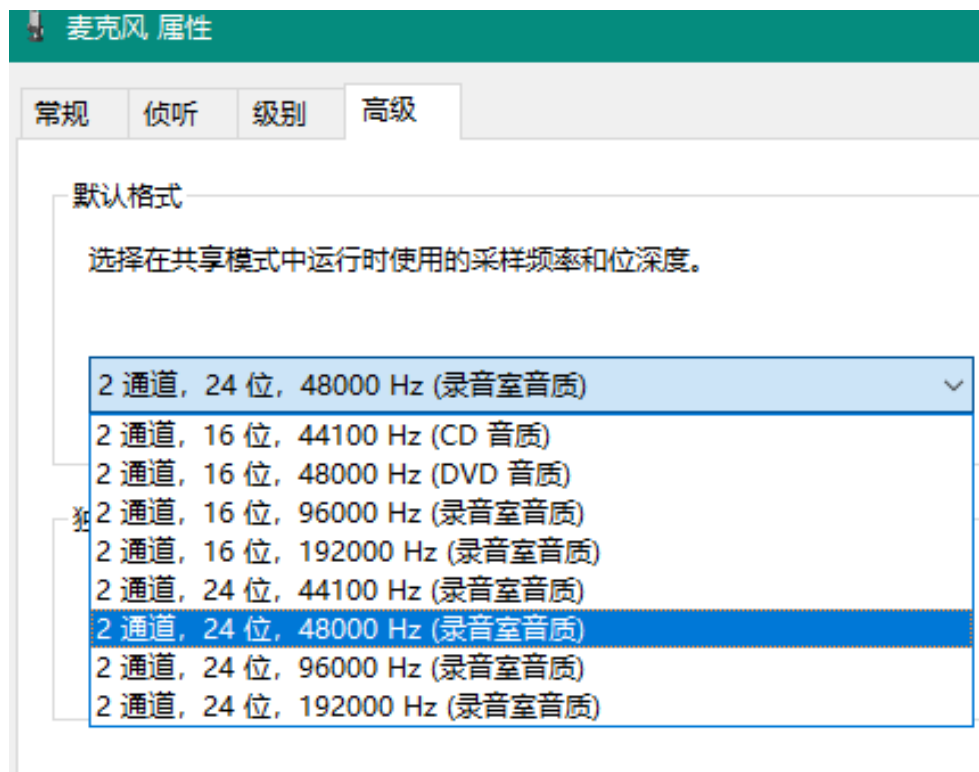 麦克风 属性
常规 侦听 级别 高级
默认格式
选择在共享模式中运行时使用的采样频率和位深度。
2 通道，24 位，48000 Hz (录音室音质)
2 通道，16 位，44100 Hz (CD 音质)
2 通道，16 位，48000 Hz (DVD 音质)
2 通道，16 位，96000 Hz (录音室音质)
2 通道，16 位，192000 Hz (录音室音质)
2 通道，24 位，44100 Hz (录音室音质)
2 通道，24 位，48000 Hz (录音室音质)
2 通道，24 位，96000 Hz (录音室音质)
2 通道，24 位，192000 Hz (录音室音质)